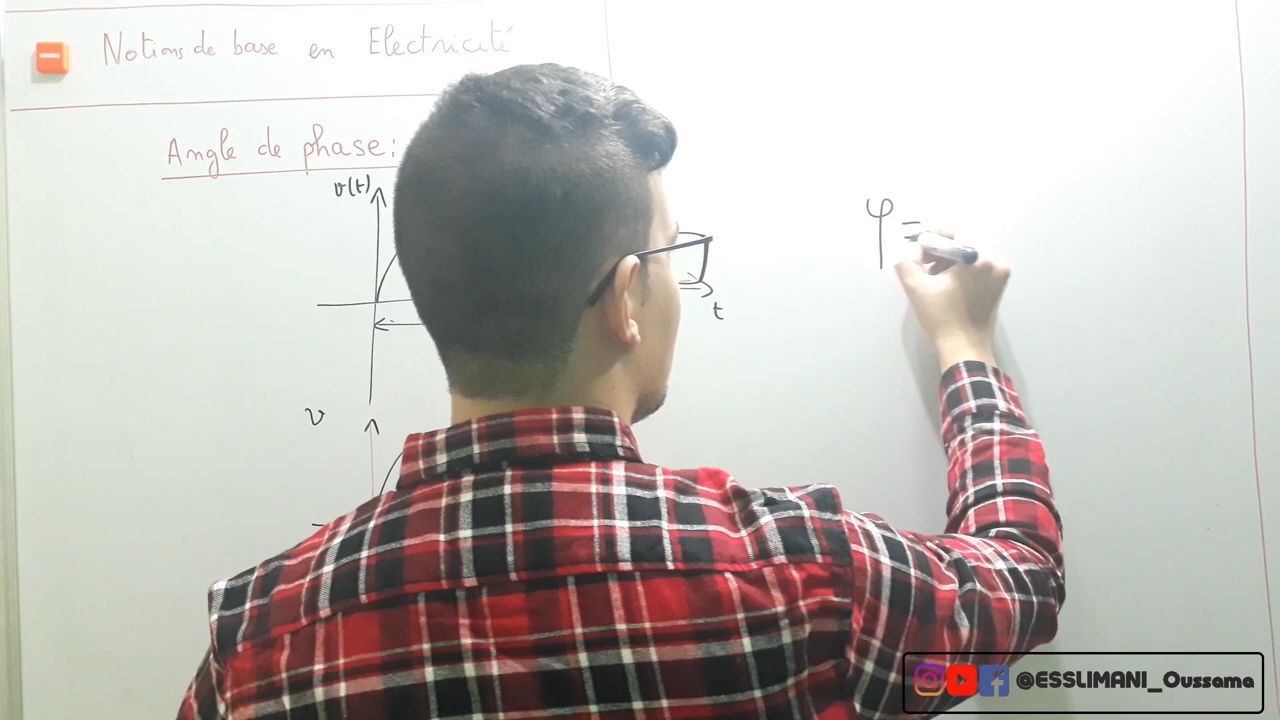 Notions de base en Electricité
Angle de phase:
v(t)
φ =
t
v
@ESSLIMANI_Oussama